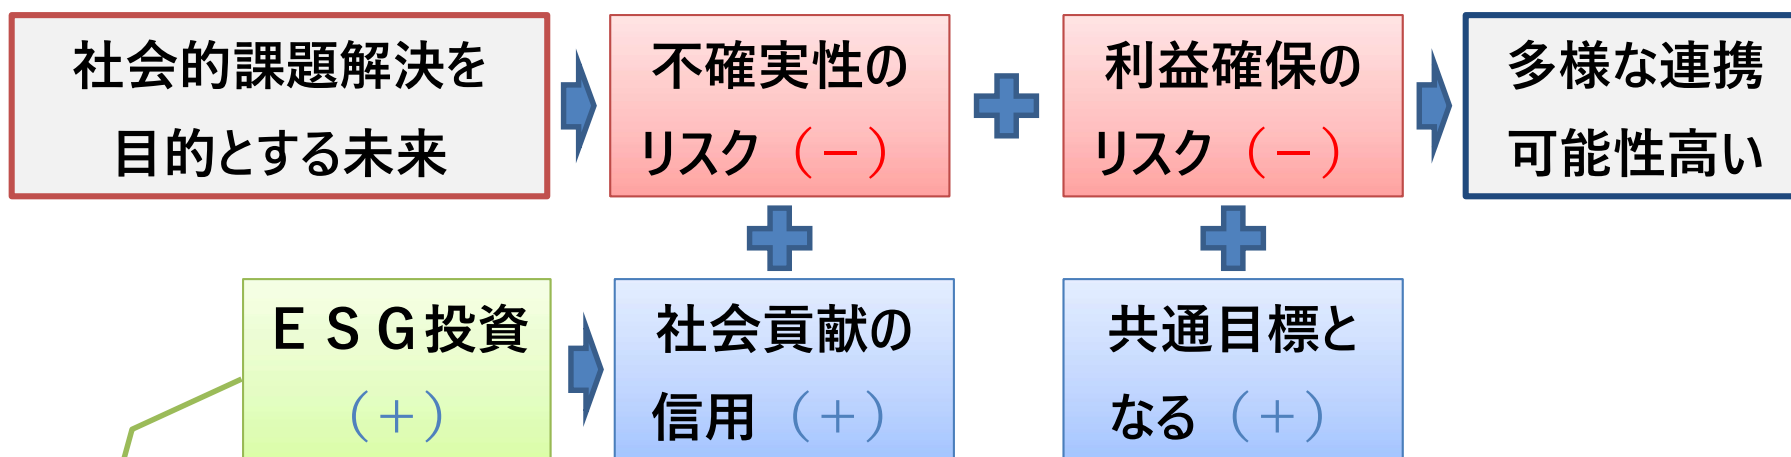 社会的課題解決を
目的とする未来
不確実性の
リスク（－）
利益確保の
リスク（－）
多様な連携
可能性高い
ＥＳＧ投資
（＋）
社会貢献の
信用（＋）
共通目標と
なる（＋）